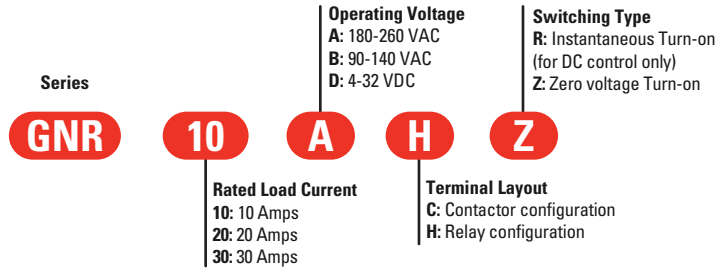 Operating Voltage
A: 180-260 VAC
B: 90-140 VAC
D: 4-32 VDC
Switching Type
R: Instantaneous Turn-on
(for DC control only)
Z: Zero voltage Turn-on
Series
GNR 10 A H Z
Rated Load Current
10: 10 Amps
20: 20 Amps
30: 30 Amps
Terminal Layout
C: Contactor configuration
H: Relay configuration